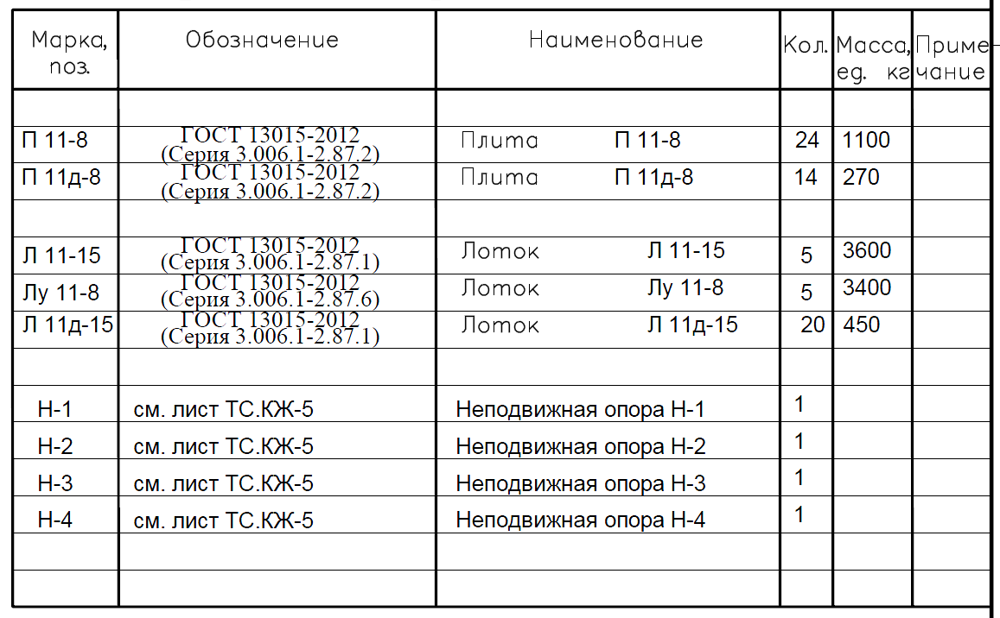 Марка, поз. Обозначение Наименование Кол. Масса, ед. кг Приме- чание
П 11-8 ГОСТ 13015-2012 (Серия 3.006.1-2.87.2) Плита П 11-8 24 1100
П 11д-8 ГОСТ 13015-2012 (Серия 3.006.1-2.87.2) Плита П 11д-8 14 270
Л 11-15 ГОСТ 13015-2012 (Серия 3.006.1-2.87.1) Лоток Л 11-15 5 3600
Лу 11-8 ГОСТ 13015-2012 (Серия 3.006.1-2.87.6) Лоток Лу 11-8 5 3400
Л 11д-15 ГОСТ 13015-2012 (Серия 3.006.1-2.87.1) Лоток Л 11д-15 20 450
Н-1 см. лист ТС.КЖ-5 Неподвижная опора Н-1 1
Н-2 см. лист ТС.КЖ-5 Неподвижная опора Н-2 1
Н-3 см. лист ТС.КЖ-5 Неподвижная опора Н-3 1
Н-4 см. лист ТС.КЖ-5 Неподвижная опора Н-4 1